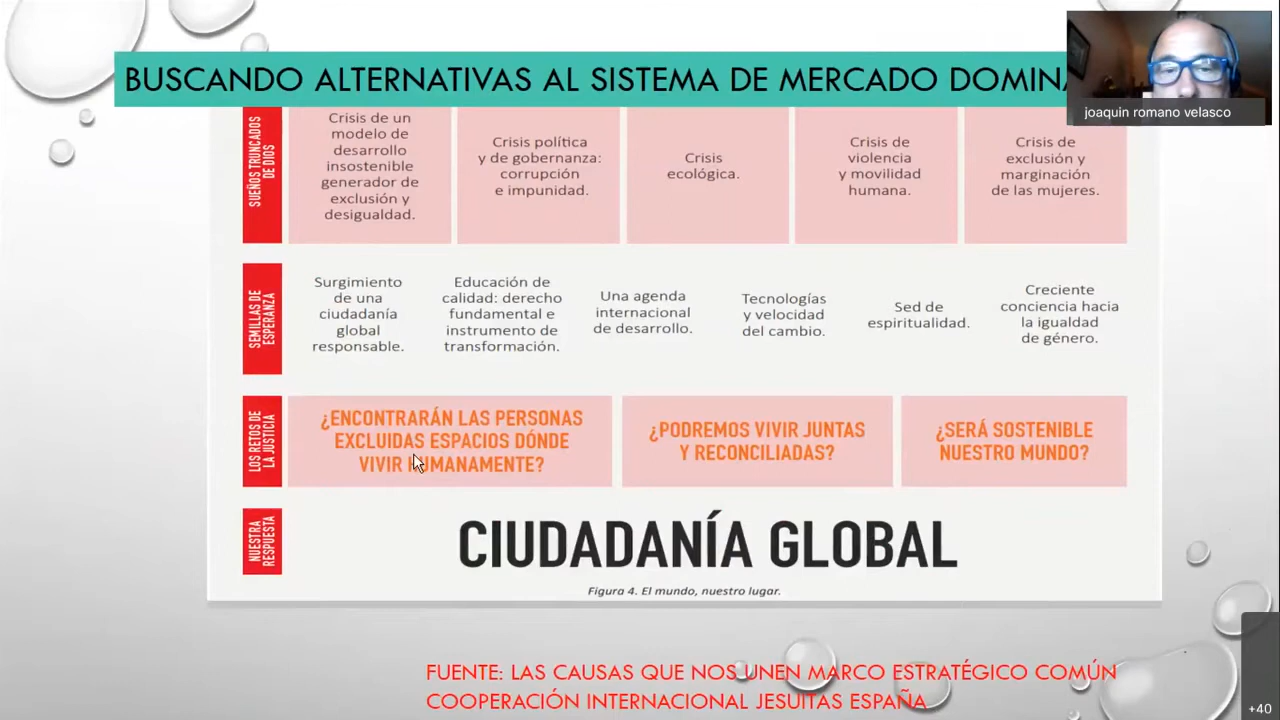 BUSCANDO ALTERNATIVAS AL SISTEMA DE MERCADO
joaquin romano velasco
SUEÑOS TRUNCADOS
DE DIOS
Crisis de un
modelo de
desarrollo
insostenible
generador de
exclusión y
desigualdad.
Crisis política
y de gobernanza:
corrupción
e impunidad.
Crisis
ecológica.
Crisis de
violencia
y movilidad
humana.
Crisis de
exclusión y
marginación
de las mujeres.
SEMILLAS DE
ESPERANZA
Surgimiento
de una
ciudadanía
global
responsable.
Educación de
calidad: derecho
fundamental e
instrumento de
transformación.
Una agenda
internacional
de desarrollo.
Tecnologías
y velocidad
del cambio.
Sed de
espiritualidad.
Creciente
conciencia hacia
la igualdad
de género.
LOS RETOS DE
LA JUSTICIA
¿ENCONTRARÁN LAS PERSONAS
EXCLUIDAS ESPACIOS DÓNDE
VIVIR HUMANAMENTE?
¿PODREMOS VIVIR JUNTAS
Y RECONCILIADAS?
¿SERÁ SOSTENIBLE
NUESTRO MUNDO?
NUESTRA
RESPUESTA
CIUDADANÍA GLOBAL
Figura 4. El mundo, nuestro lugar.
FUENTE: LAS CAUSAS QUE NOS UNEN MARCO ESTRATÉGICO COMÚN
COOPERACIÓN INTERNACIONAL JESUITAS ESPAÑA
+40